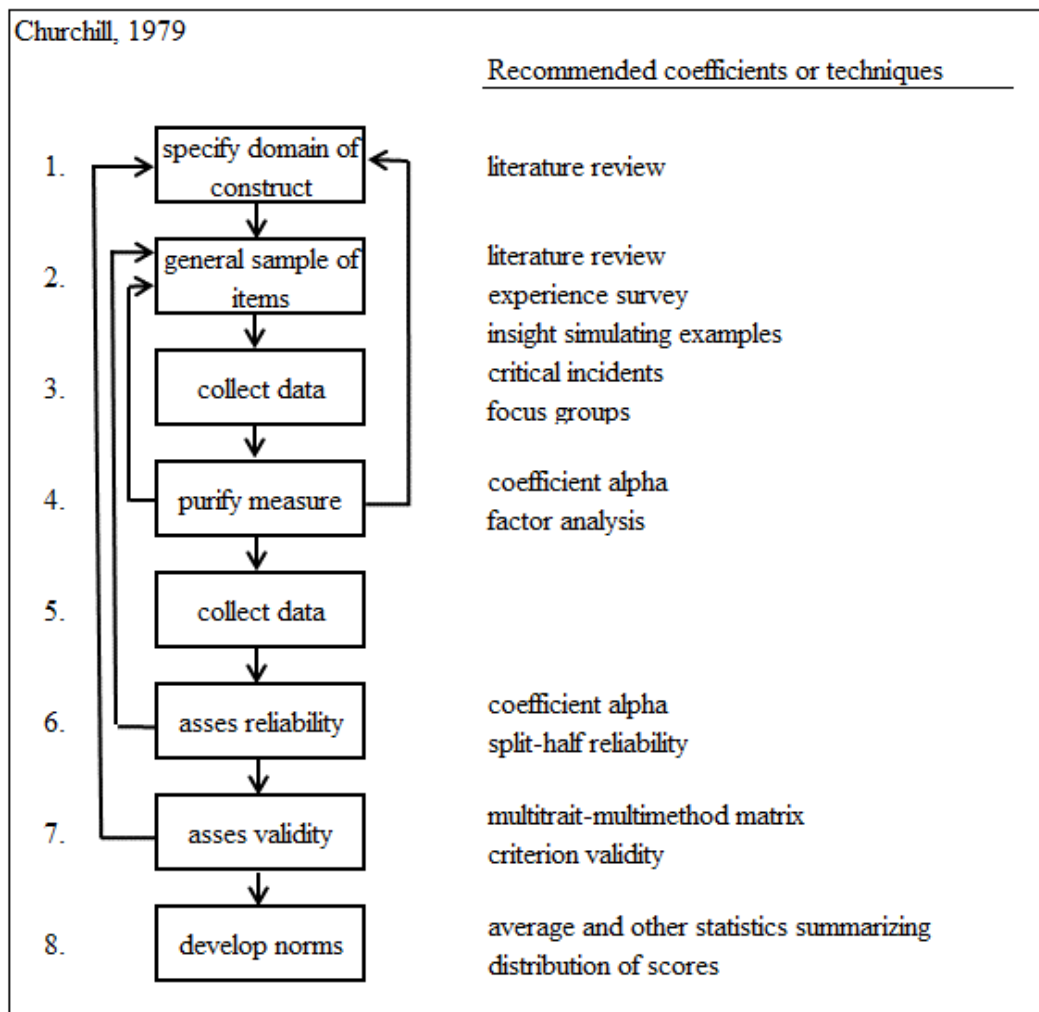 Churchill, 1979
Recommended coefficients or techniques
1.
specify domain of
construct
literature review
2.
general sample of
items
literature review
experience survey
insight simulating examples
3.
collect data
critical incidents
focus groups
4.
purify measure
coefficient alpha
factor analysis
5.
collect data
6.
asses reliability
coefficient alpha
split-half reliability
7.
asses validity
multitrait-multimethod matrix
criterion validity
8.
develop norms
average and other statistics summarizing
distribution of scores